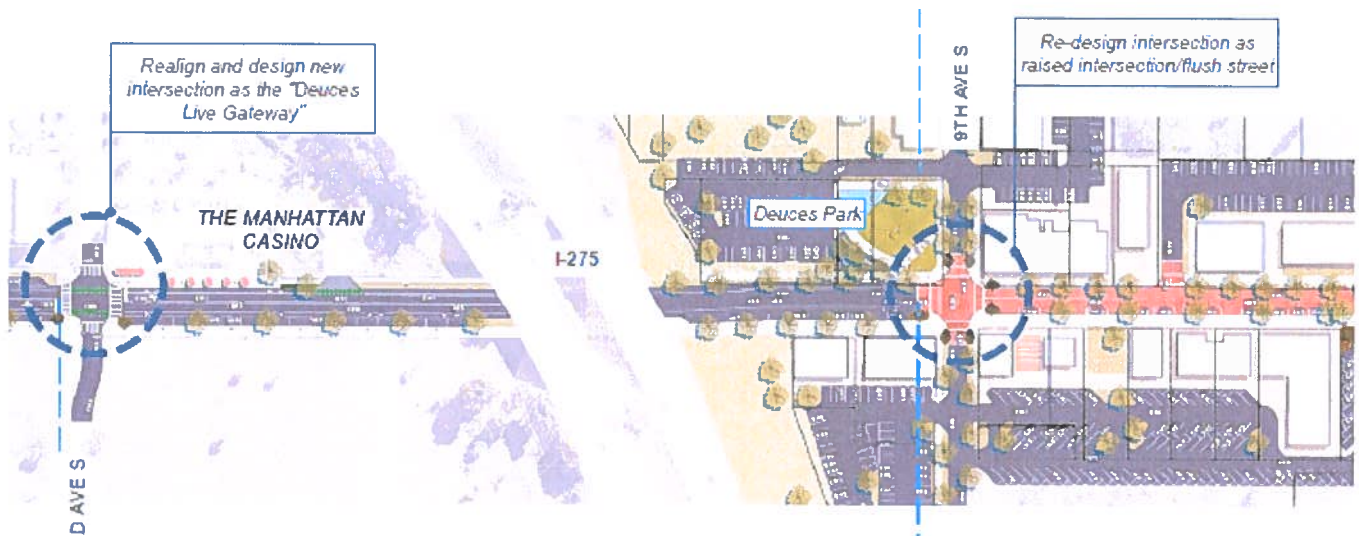 Realign and design new
intersection as the "Deuces
Live Gateway"
Re-design intersection as
raised intersection/flush street
9TH AVE S
THE MANHATTAN
CASINO
Deuces Park
I-275
D AVE S